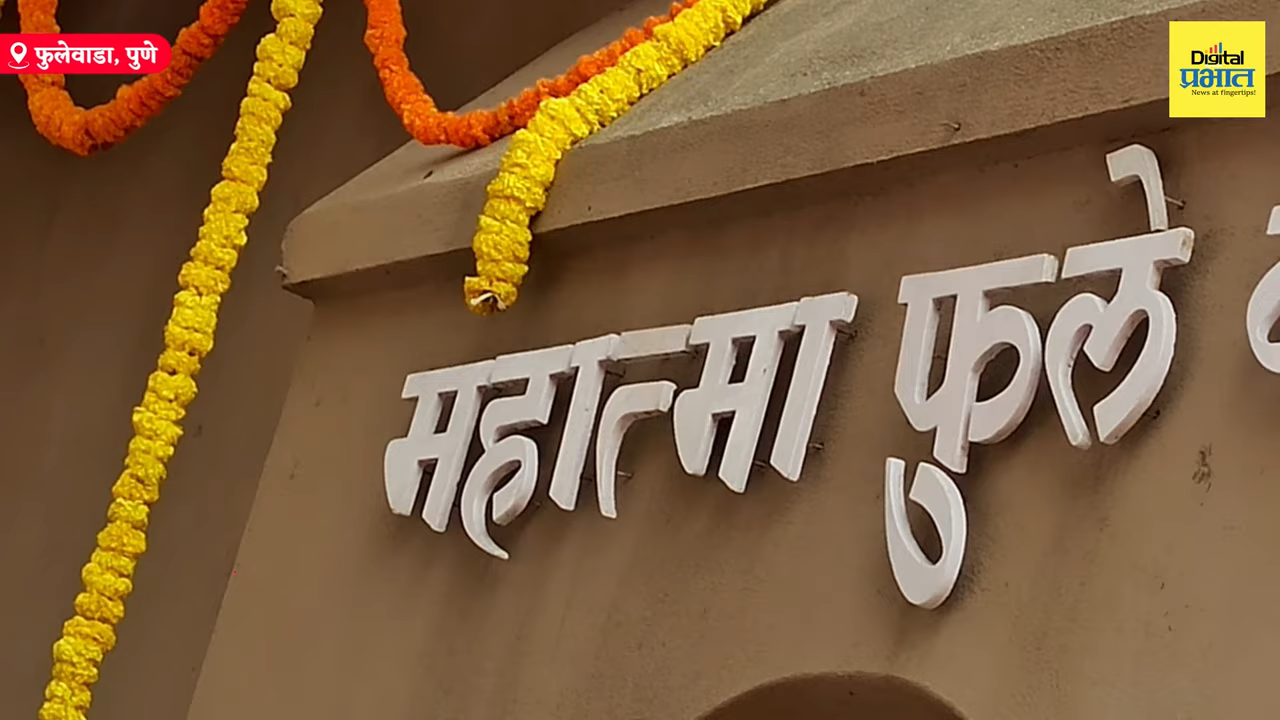 फुलेवाडा, पुणे
Digital
प्रभात
News at fingertips!
महात्मा फुले